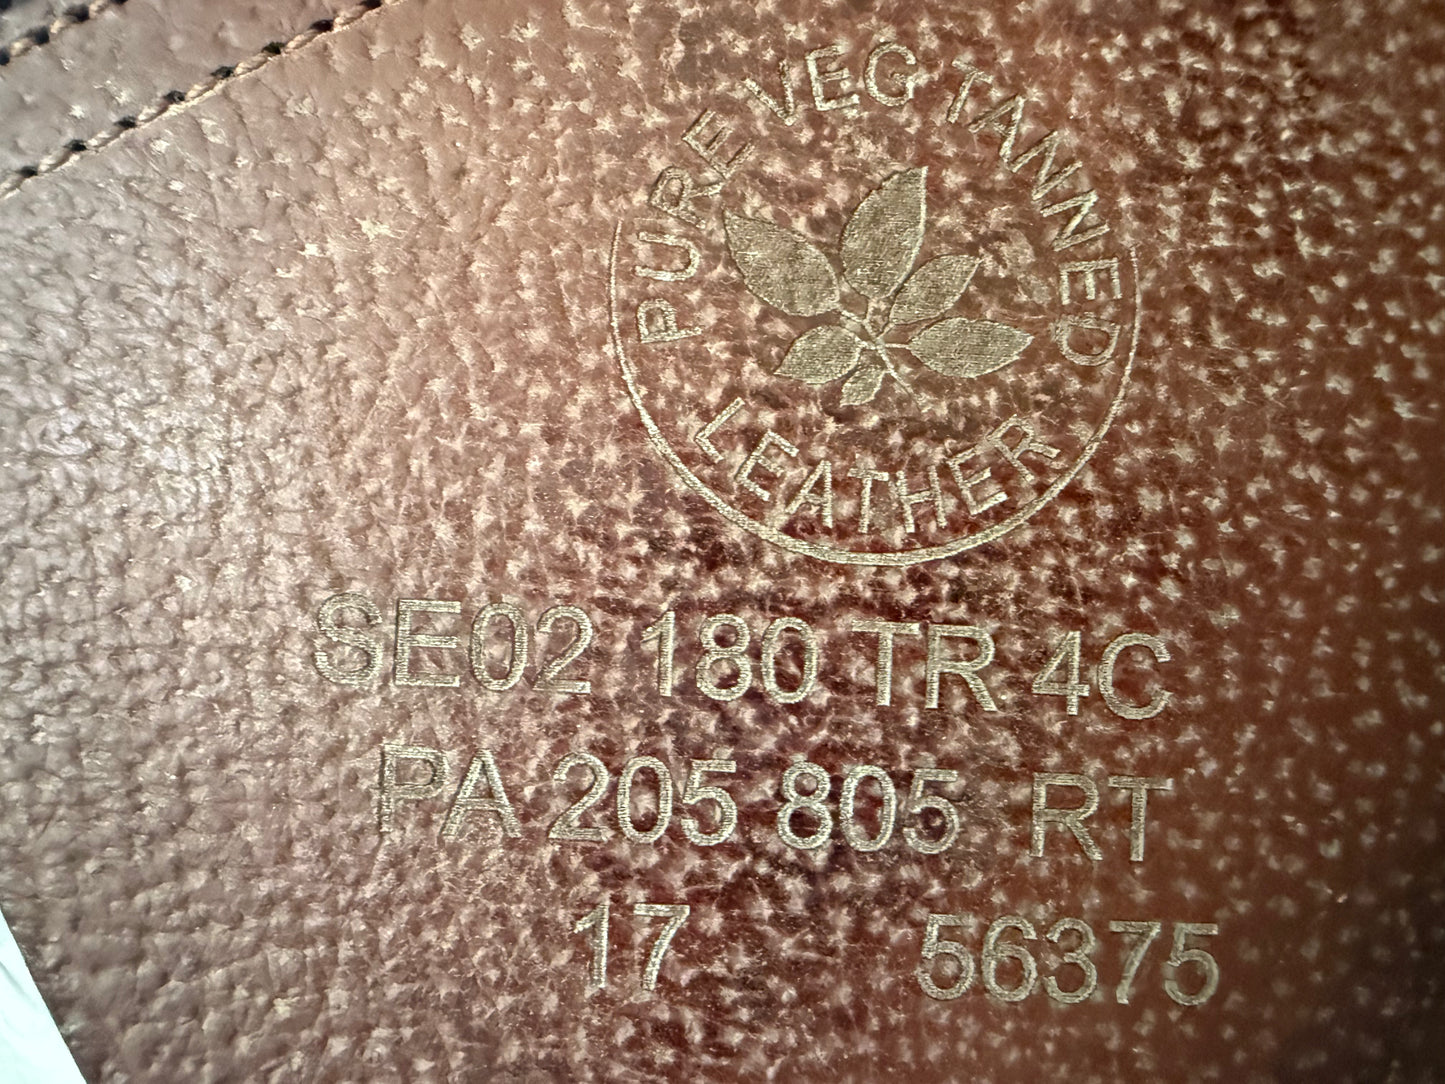 PURE VEG TANNED
LEATHER
SE02 180 TR 4C
PA 205 805 RT
17 56375